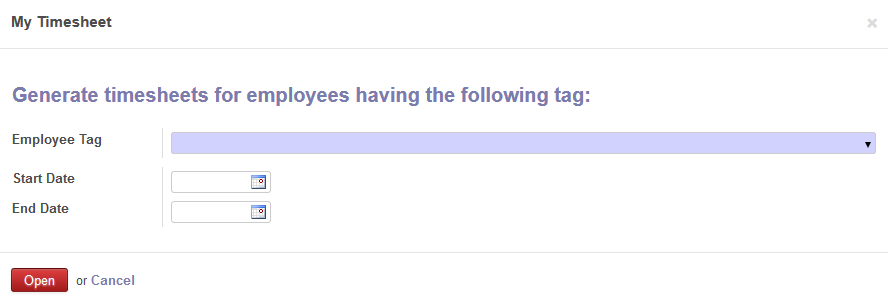 My Timesheet
Generate timesheets for employees having the following tag:
Employee Tag
Start Date
End Date
Open or Cancel